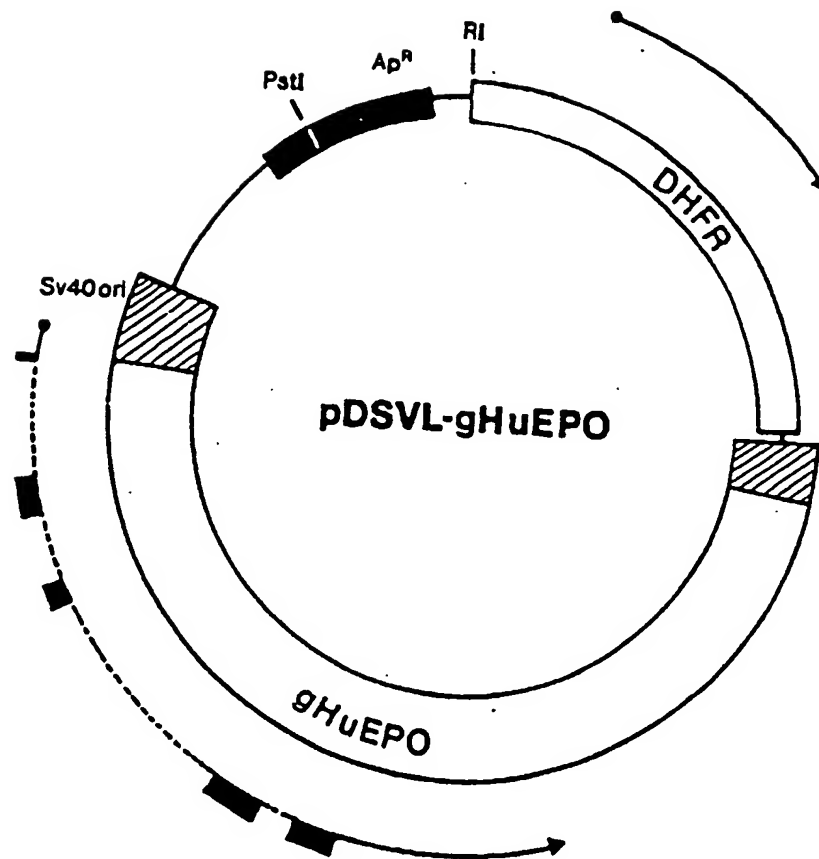 RI
Ap^R
PstI
DHFR
Sv40ori
pDSVL-gHuEPO
gHuEPO